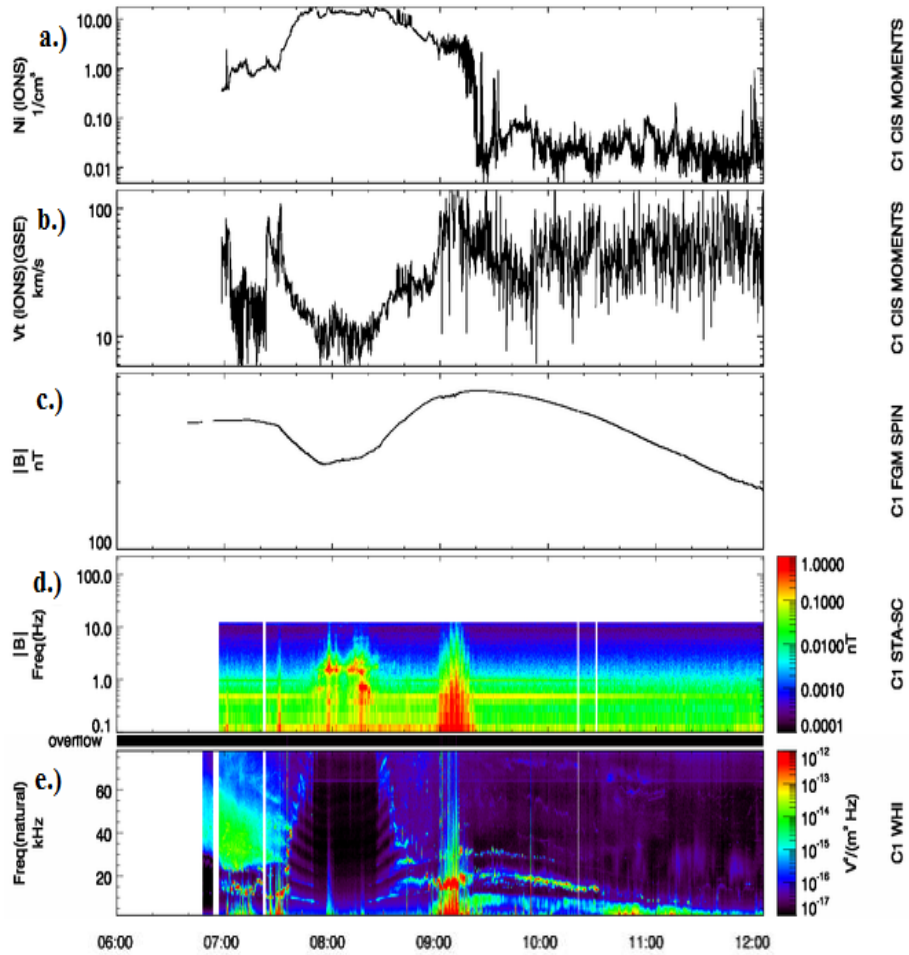 a.)
Ni (IONS)
1/cm³
10.00
1.00
0.10
0.01
C1 CIS MOMENTS
b.)
Vt (IONS)(GSE)
km/s
100
10
C1 CIS MOMENTS
c.)
|B|
nT
100
C1 FGM SPIN
d.)
|B|
Freq(Hz)
100.0
10.0
1.0
0.1
1.0000
0.1000
0.0100
0.0010
0.0001
nT
C1 STA-SC
overflow
e.)
Freq(natural)
kHz
60
40
20
10⁻¹²
10⁻¹³
10⁻¹⁴
10⁻¹⁵
10⁻¹⁶
10⁻¹⁷
V²/(m² Hz)
C1 WHI
06:00 07:00 08:00 09:00 10:00 11:00 12:00